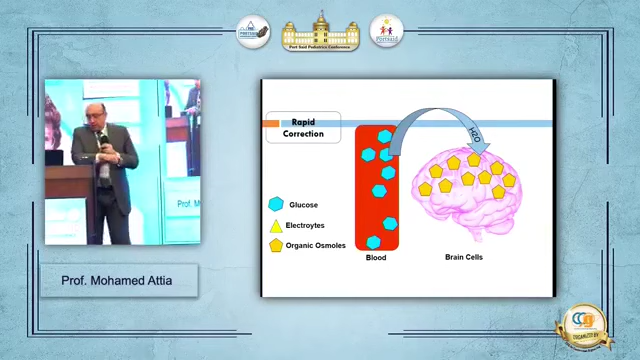 Port Said Pediatrics Conference
Rapid
Correction
H2O
Glucose
Electroytes
Organic Osmoles
Blood
Brain Cells
Prof. Mohamed Attia